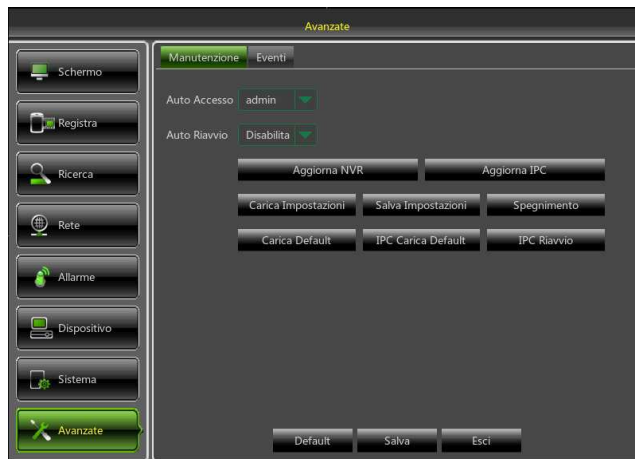 Avanzate
Schermo
Registra
Ricerca
Rete
Allarme
Dispositivo
Sistema
Avanzate
Manutenzione Eventi
Auto Accesso admin
Auto Riavvio Disabilita
Aggiorna NVR Aggiorna IPC
Carica Impostazioni Salva Impostazioni Spegnimento
Carica Default IPC Carica Default IPC Riavvio
Default Salva Esci